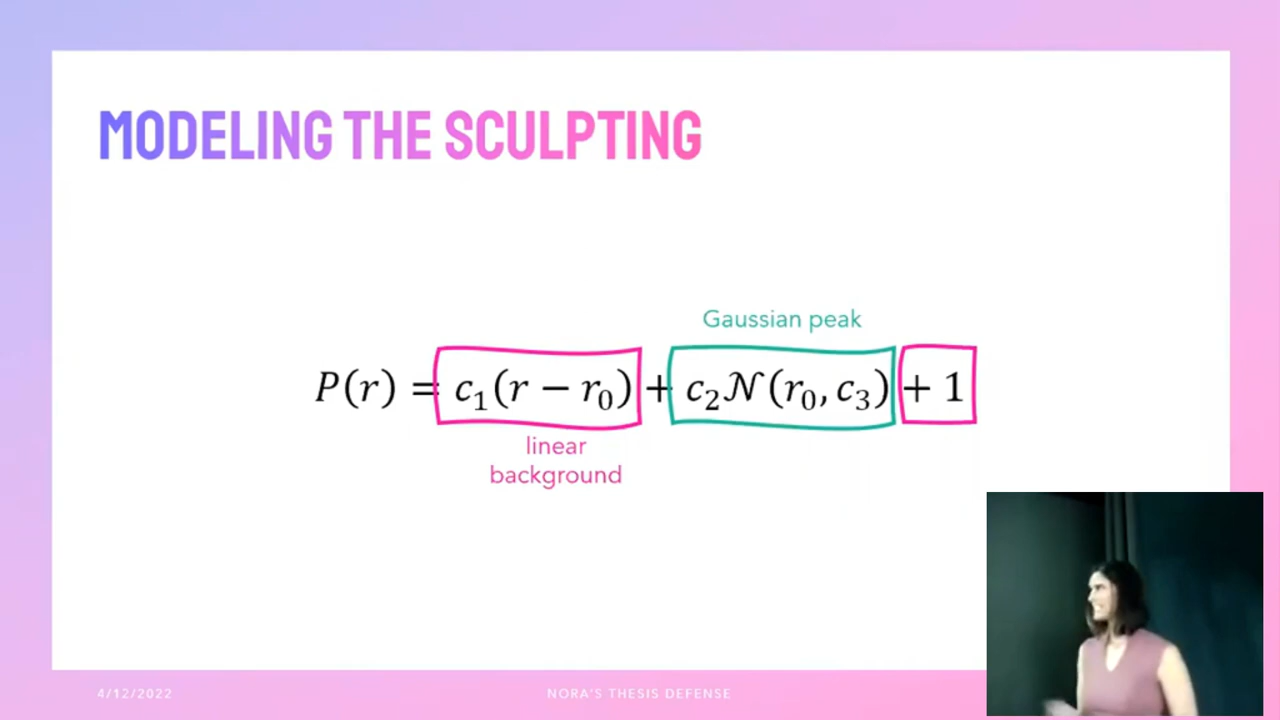 MODELING THE SCULPTING
Gaussian peak
P(r) = c₁(r − r₀) + c₂𝒩(r₀, c₃) + 1
linear
background
4/12/2022
NORA'S THESIS DEFENSE